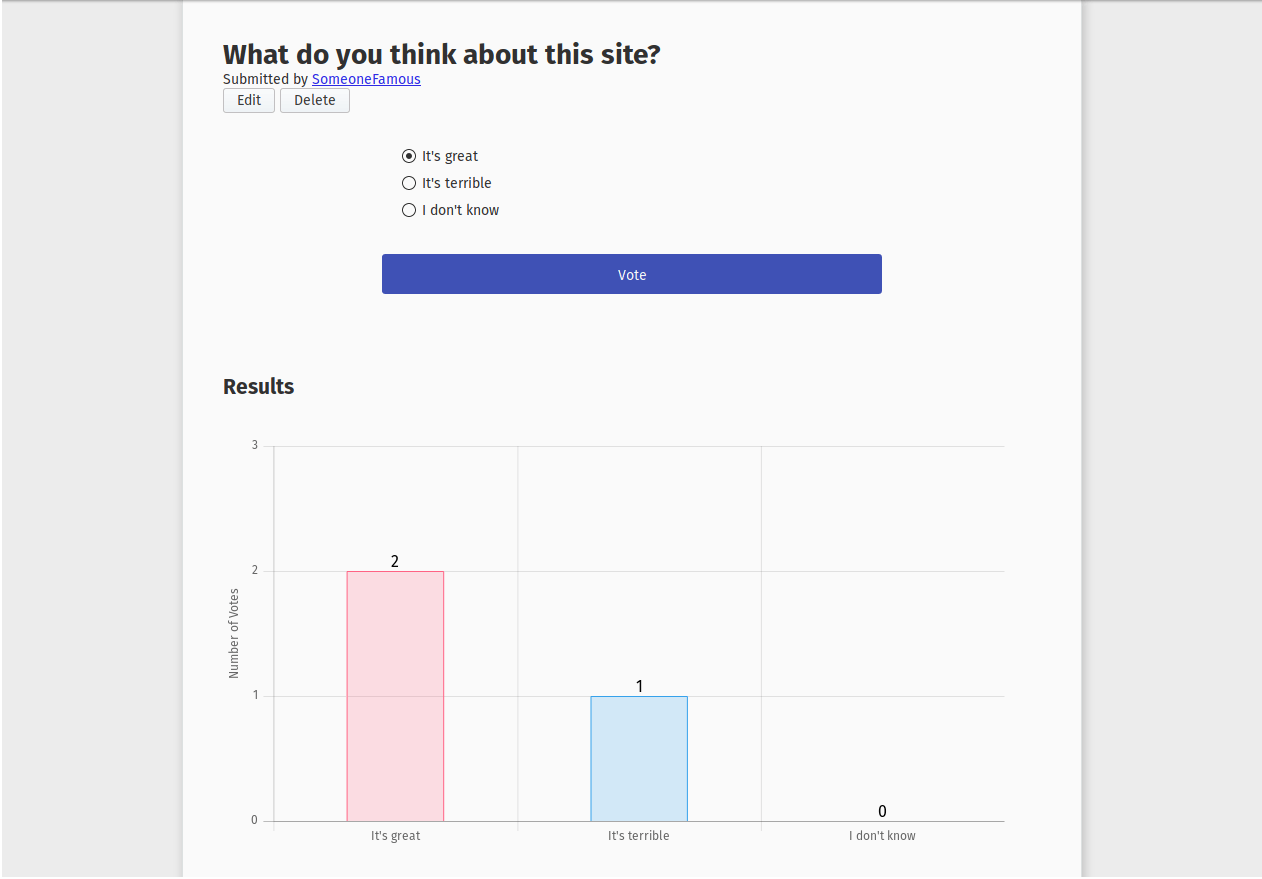 What do you think about this site?
Submitted by SomeoneFamous
Edit Delete
It's great
It's terrible
I don't know
Vote
Results
Number of Votes
3
2
1
0
2
1
0
It's great It's terrible I don't know